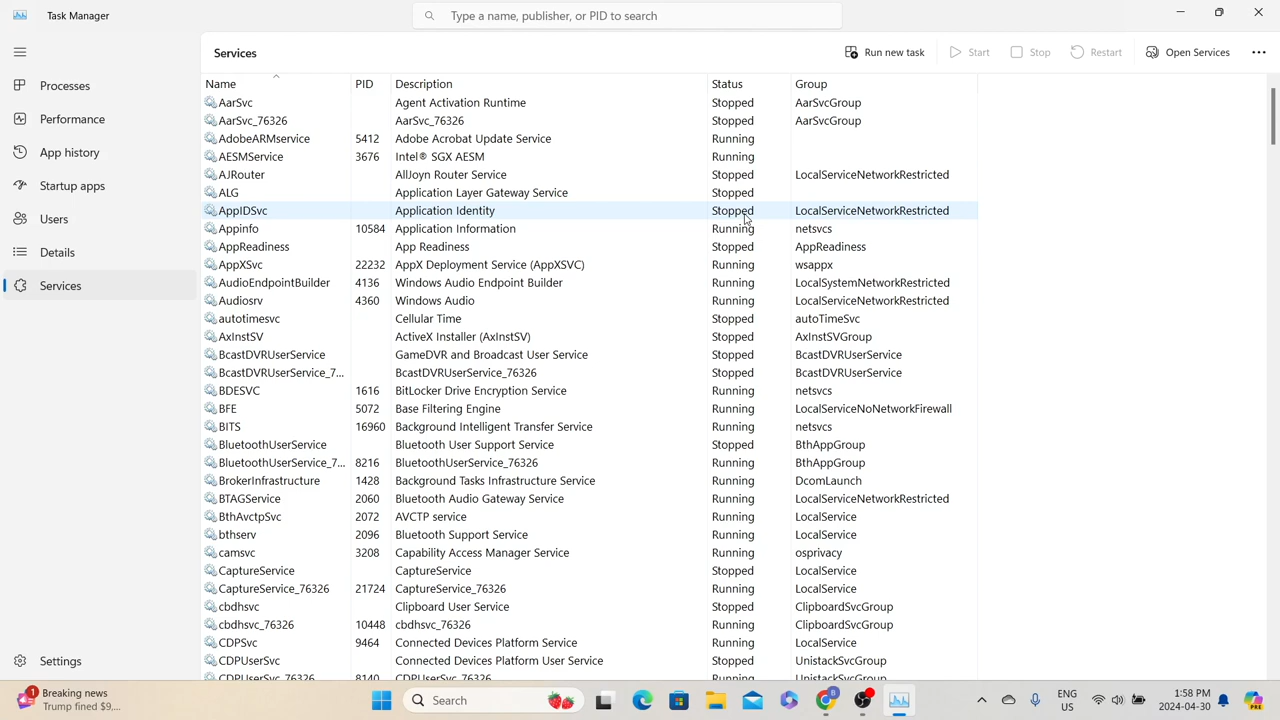 Task Manager
Type a name, publisher, or PID to search
Services
Run new task
Start
Stop
Restart
Open Services
Processes
Performance
App history
Startup apps
Users
Details
Services
Settings
Name PID Description Status Group
AarSvc Agent Activation Runtime Stopped AarSvcGroup
AarSvc_76326 AarSvc_76326 Stopped AarSvcGroup
AdobeARMservice 5412 Adobe Acrobat Update Service Running
AESMService 3676 Intel® SGX AESM Running
AJRouter AllJoyn Router Service Stopped LocalServiceNetworkRestricted
ALG Application Layer Gateway Service Stopped
AppIDSvc Application Identity Stopped LocalServiceNetworkRestricted
Appinfo 10584 Application Information Running netsvcs
AppReadiness App Readiness Stopped AppReadiness
AppXSvc 22232 AppX Deployment Service (AppXSVC) Running wsappx
AudioEndpointBuilder 4136 Windows Audio Endpoint Builder Running LocalSystemNetworkRestricted
Audiosrv 4360 Windows Audio Running LocalServiceNetworkRestricted
autotimesvc Cellular Time Stopped autoTimeSvc
AxInstSV ActiveX Installer (AxInstSV) Stopped AxInstSVGroup
BcastDVRUserService GameDVR and Broadcast User Service Stopped BcastDVRUserService
BcastDVRUserService_7... BcastDVRUserService_76326 Stopped BcastDVRUserService
BDESVC 1616 BitLocker Drive Encryption Service Running netsvcs
BFE 5072 Base Filtering Engine Running LocalServiceNoNetworkFirewall
BITS 16960 Background Intelligent Transfer Service Running netsvcs
BluetoothUserService Bluetooth User Support Service Stopped BthAppGroup
BluetoothUserService_7... 8216 BluetoothUserService_76326 Running BthAppGroup
BrokerInfrastructure 1428 Background Tasks Infrastructure Service Running DcomLaunch
BTAGService 2060 Bluetooth Audio Gateway Service Running LocalServiceNetworkRestricted
BthAvctpSvc 2072 AVCTP service Running LocalService
bthserv 2096 Bluetooth Support Service Running LocalService
camsvc 3208 Capability Access Manager Service Running osprivacy
CaptureService CaptureService Stopped LocalService
CaptureService_76326 21724 CaptureService_76326 Running LocalService
cbdhsvc Clipboard User Service Stopped ClipboardSvcGroup
cbdhsvc_76326 10448 cbdhsvc_76326 Running ClipboardSvcGroup
CDPSvc 9464 Connected Devices Platform Service Running LocalService
CDPUserSvc Connected Devices Platform User Service Stopped UnistackSvcGroup
CDPUserSvc_76326 8140 CDPUserSvc_76326 Running UnistackSvcGroup
1
Breaking news
Trump fined $9,...
Search
B
ENG
US
1:58 PM
2024-04-30
PRE